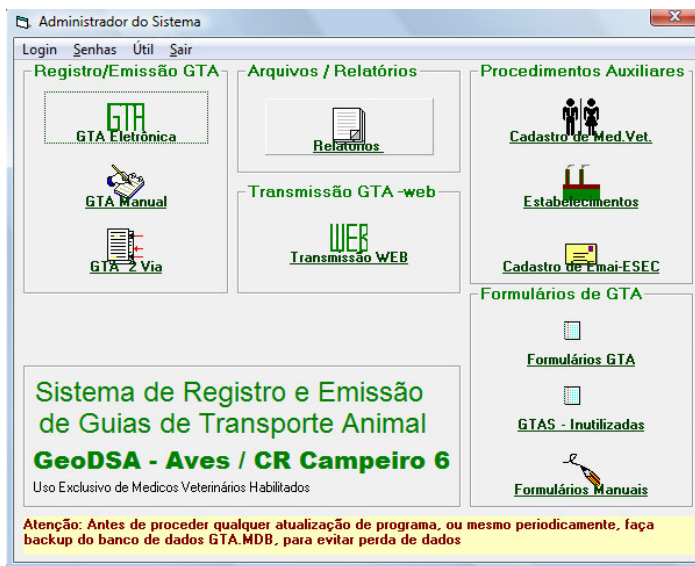 Administrador do Sistema
Login Senhas Útil Sair
Registro/Emissão GTA
GTA
GTA Eletrônica
GTA Manual
GTA 2 Via
Arquivos / Relatórios
Relatórios
Transmissão GTA -web
WEB
Transmissão WEB
Procedimentos Auxiliares
Cadastro de Med.Vet.
Estabelecimentos
Cadastro de Emai-ESEC
Formulários de GTA
Formulários GTA
GTAS - Inutilizadas
Formulários Manuais
Sistema de Registro e Emissão
de Guias de Transporte Animal
GeoDSA - Aves / CR Campeiro 6
Uso Exclusivo de Medicos Veterinários Habilitados
Atenção: Antes de proceder qualquer atualização de programa, ou mesmo periodicamente, faça
backup do banco de dados GTA.MDB, para evitar perda de dados